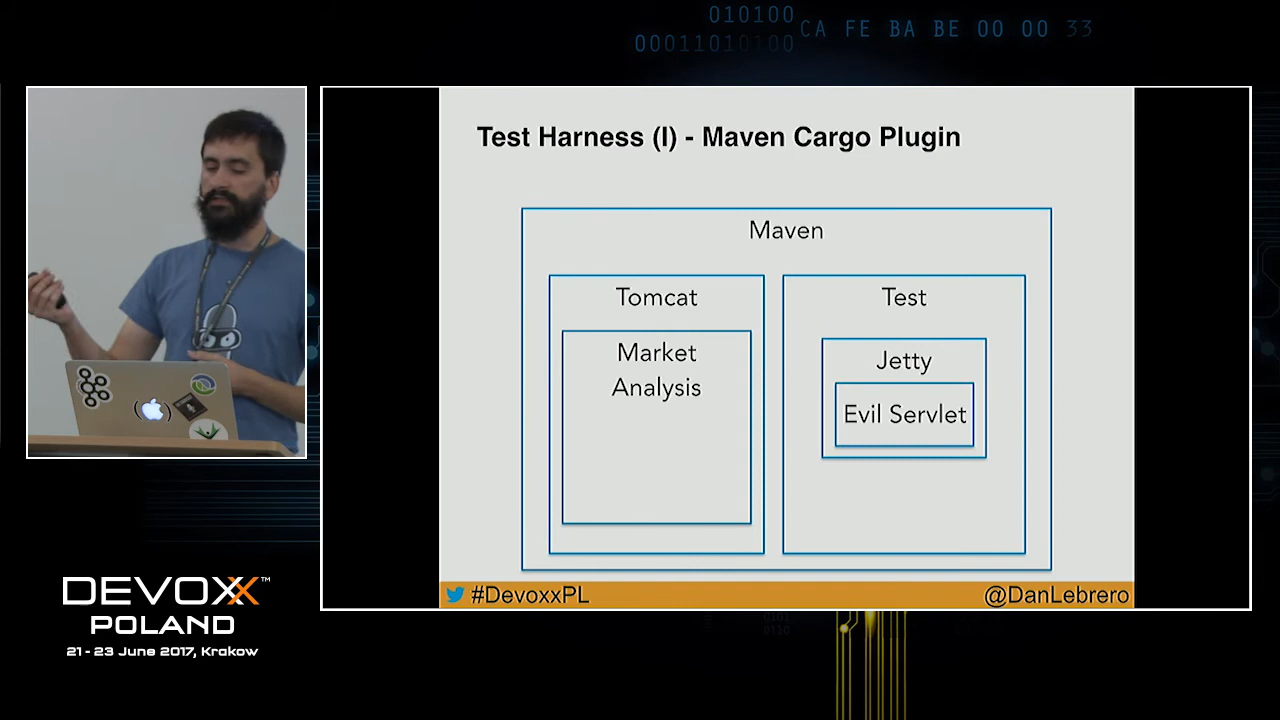 010100
00011010100
CA FE BA BE 00 00 33
Test Harness (I) - Maven Cargo Plugin
Maven
Tomcat
Market
Analysis
Test
Jetty
Evil Servlet
#DevoxxPL
@DanLebrero
DEVOXX™
POLAND
21 - 23 June 2017, Krakow